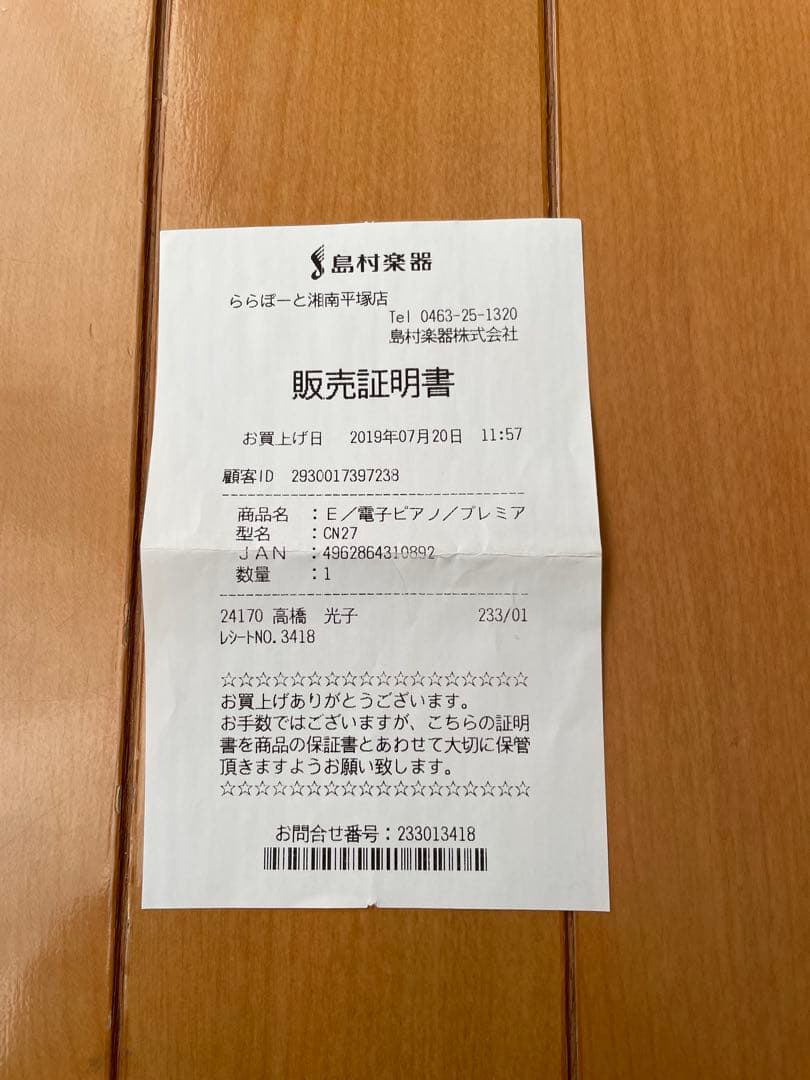 島村楽器
ららぽーと湘南平塚店
Tel 0463-25-1320
島村楽器株式会社
販売証明書
お買上げ日 2019年07月20日 11:57
顧客ID 2930017397238
商品名 :E/電子ピアノ/プレミア
型名 :CN27
JAN :4962864310892
数量 :1
24170 高橋 光子 233/01
レシートNO.3418
☆☆☆☆☆☆☆☆☆☆☆☆☆☆☆☆☆☆
お買上げありがとうございます。
お手数ではございますが、こちらの証明
書を商品の保証書とあわせて大切に保管
頂きますようお願い致します。
☆☆☆☆☆☆☆☆☆☆☆☆☆☆☆☆☆☆
お問合せ番号:233013418